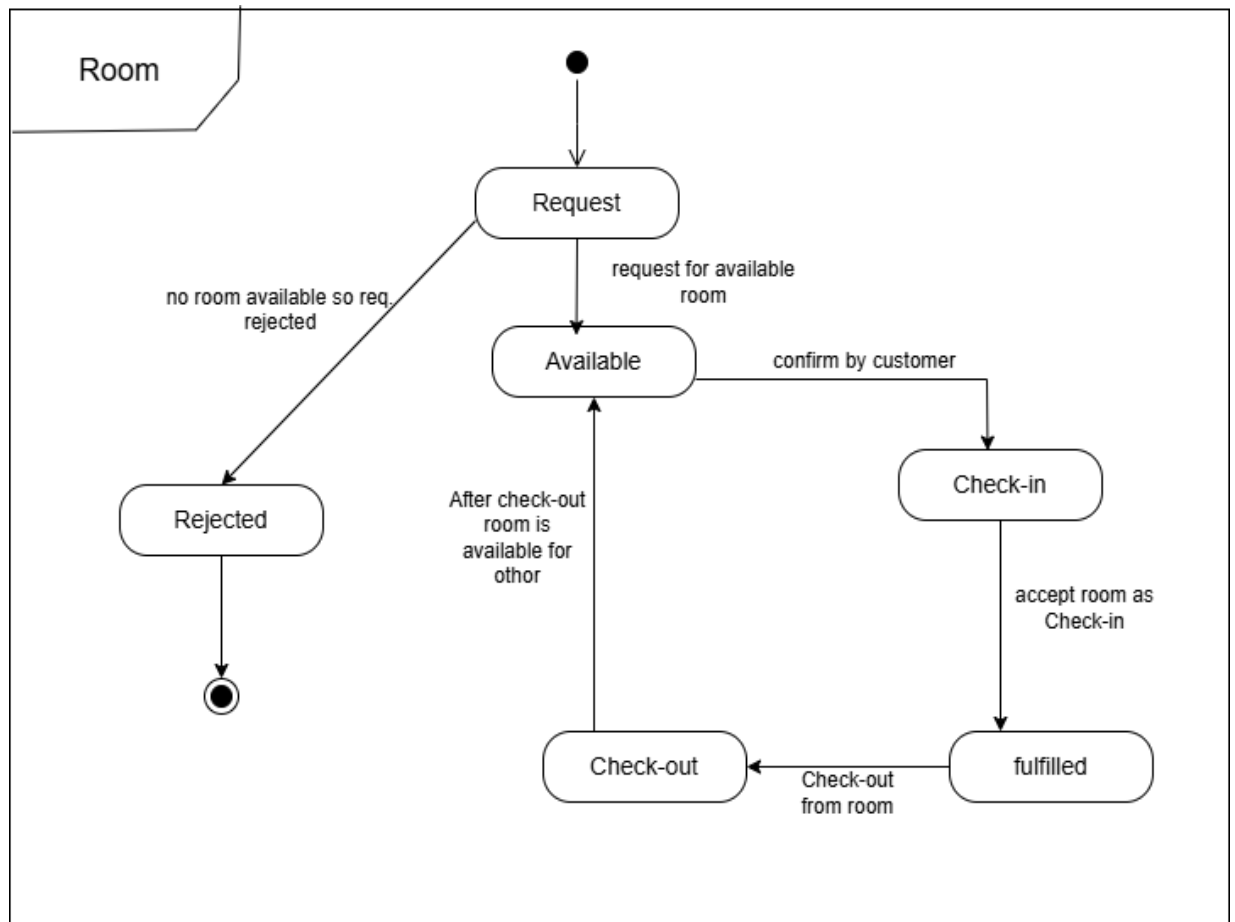 Room
Request
request for available
room
no room available so req.
rejected
Available
confirm by customer
Check-in
After check-out
room is
available for
othor
Rejected
accept room as
Check-in
Check-out
Check-out
from room
fulfilled